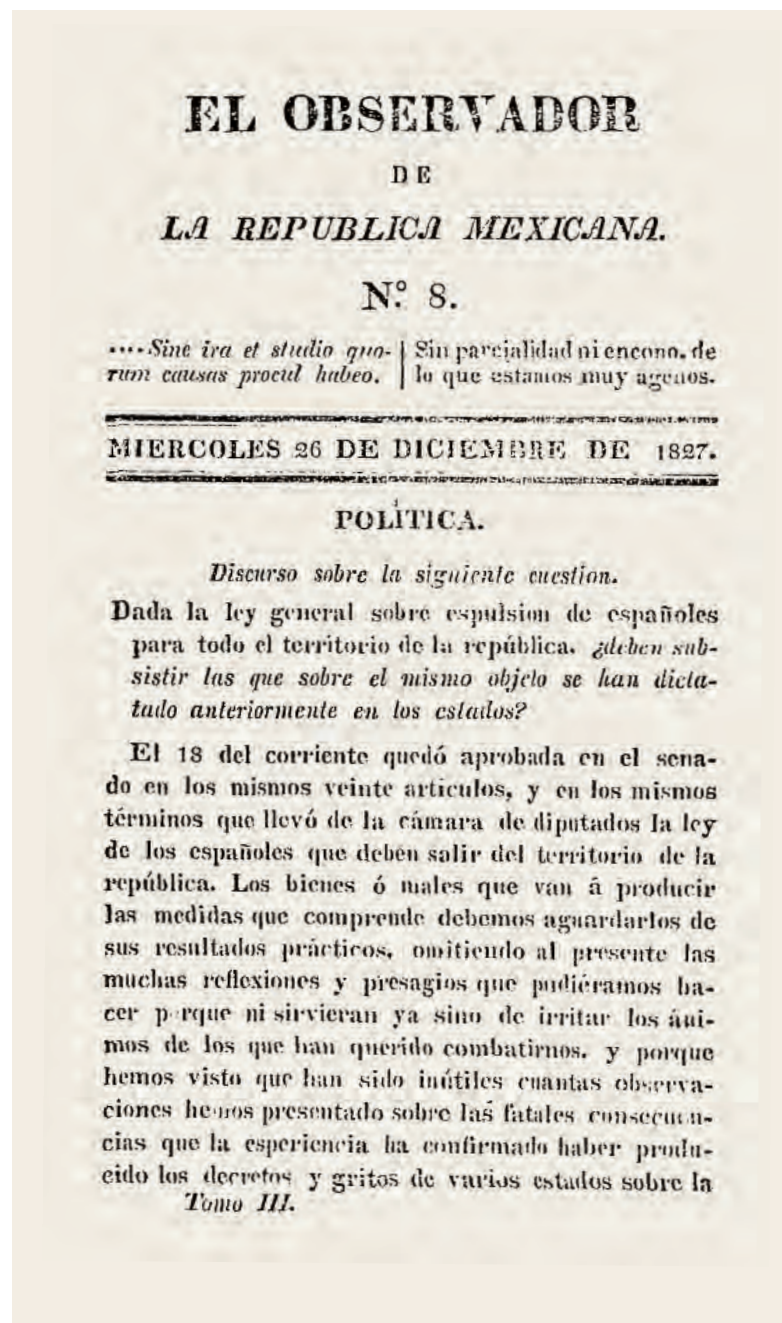 EL OBSERVADOR
DE
LA REPUBLICA MEXICANA.
N.º 8.
....Sine ira et studio quo-
rum causas procul habeo.
Sin parcialidad ni encono, de
lo que estamos muy agenos.
MIERCOLES 26 DE DICIEMBRE DE 1827.
POLÍTICA.
Discurso sobre la siguiente cuestion.
Dada la ley general sobre espulsion de españoles
para todo el territorio de la república. ¿deben sub-
sistir las que sobre el mismo objeto se han dicta-
tado anteriormente en los estados?
El 18 del corriente quedó aprobada en el sena-
do en los mismos veinte artículos, y en los mismos
términos que llevó de la cámara de diputados la ley
de los españoles que deben salir del territorio de la
república. Los bienes ó males que van á producir
las medidas que comprende debemos aguardarlos de
sus resultados prácticos, omitiendo al presente las
muchas reflexiones y presagios que pudiéramos ha-
cer porque ni sirvieran ya sino de irritar los áni-
mos de los que han querido combatirnos, y porque
hemos visto que han sido inútiles cuantas observa-
ciones hemos presentado sobre las fatales consecuen-
cias que la esperiencia ha confirmado haber produ-
cido los decretos y gritos de varios estados sobre la
Tomo III.